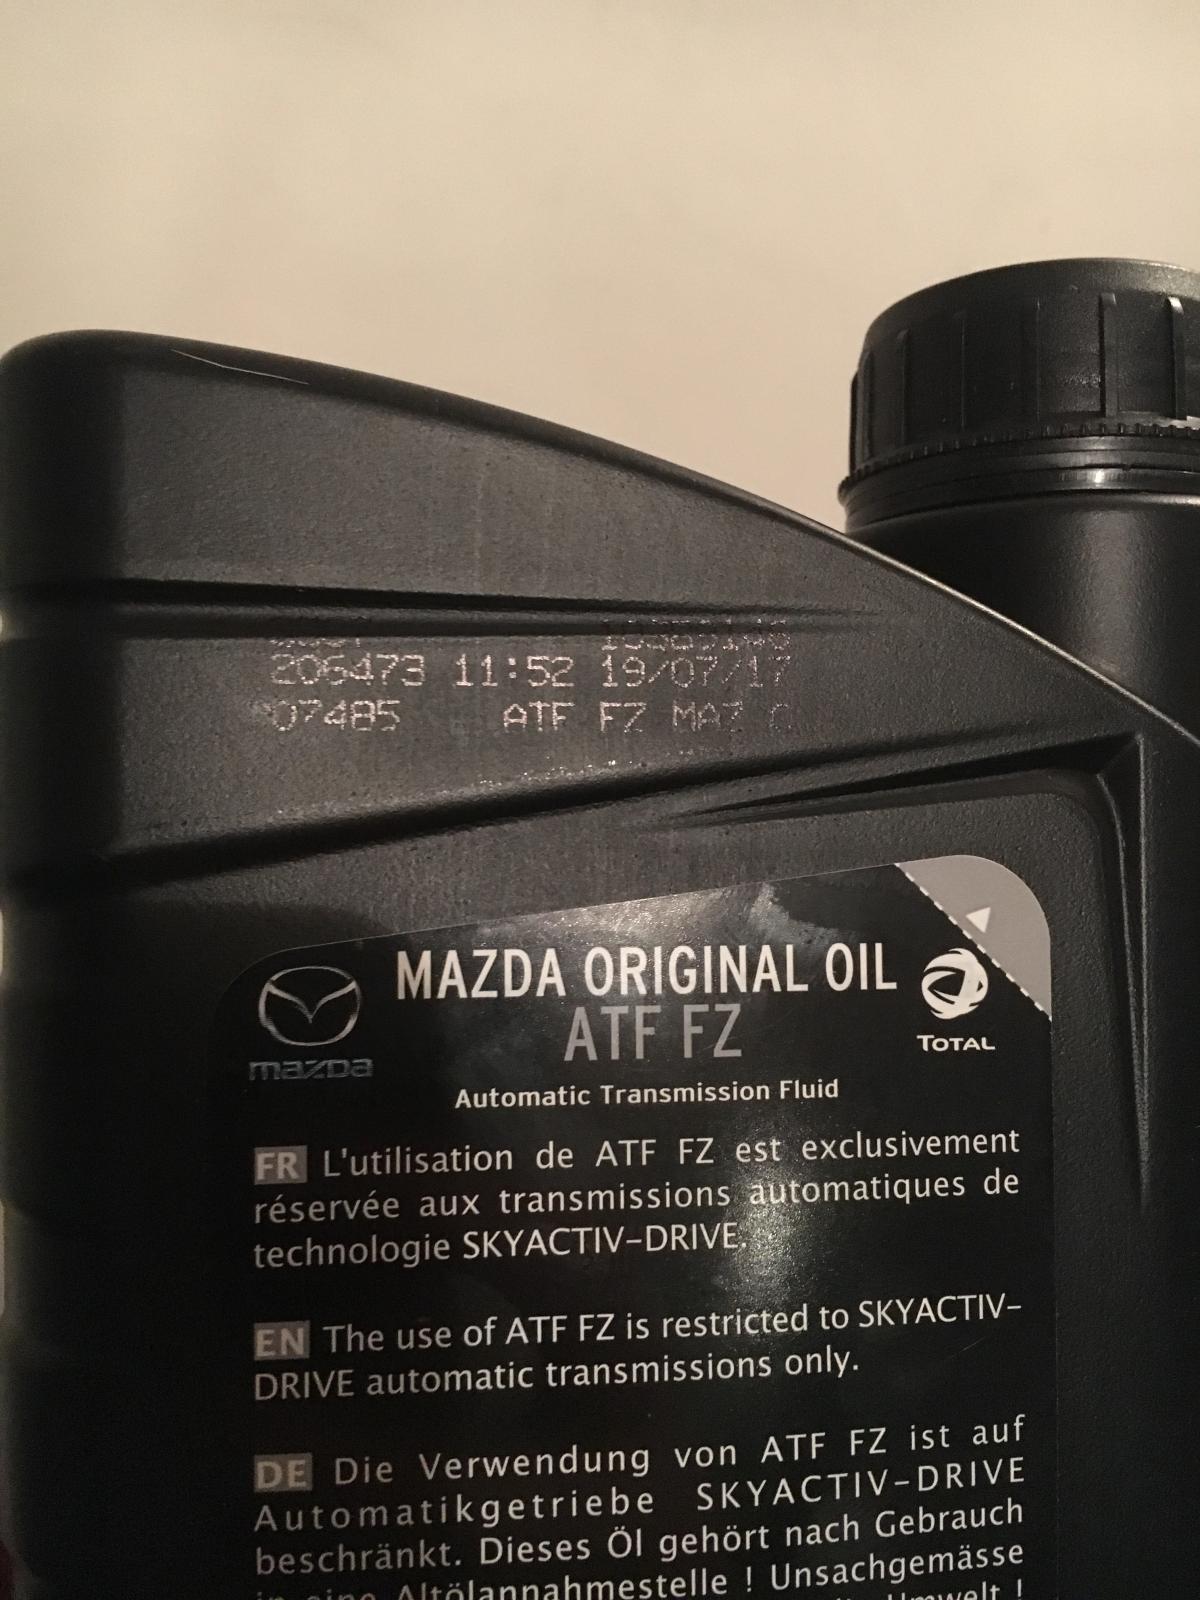 206473 11:52 19/07/17
07485 ATF FZ MAZ
MAZDA ORIGINAL OIL
ATF FZ
mazda
TOTAL
Automatic Transmission Fluid
FR L'utilisation de ATF FZ est exclusivement
réservée aux transmissions automatiques de
technologie SKYACTIV-DRIVE.
EN The use of ATF FZ is restricted to SKYACTIV-
DRIVE automatic transmissions only.
DE Die Verwendung von ATF FZ ist auf
Automatikgetriebe SKYACTIV-DRIVE
beschränkt. Dieses Öl gehört nach Gebrauch
in eine Altölannahmestelle ! Unsachgemässe
Umwelt !